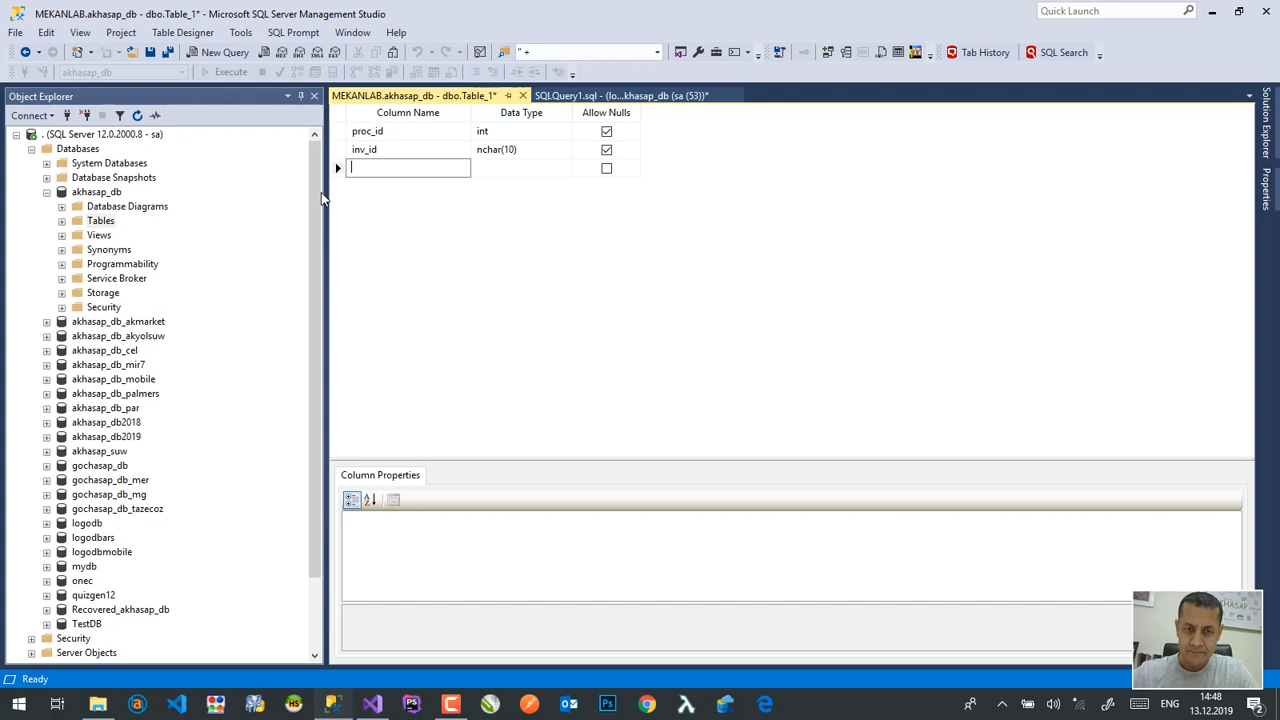 MEKANLAB.akhasap_db - dbo.Table_1* - Microsoft SQL Server Management Studio
Quick Launch
File Edit View Project Table Designer Tools SQL Prompt Window Help
New Query
" +
Tab History
SQL Search
akhasap_db
Execute
Object Explorer
MEKANLAB.akhasap_db - dbo.Table_1*
SQLQuery1.sql - (lo...khasap_db (sa (53))*
Connect
Column Name Data Type Allow Nulls
proc_id int
inv_id nchar(10)
. (SQL Server 12.0.2000.8 - sa)
Databases
System Databases
Database Snapshots
akhasap_db
Database Diagrams
Tables
Views
Synonyms
Programmability
Service Broker
Storage
Security
akhasap_db_akmarket
akhasap_db_akyolsuw
akhasap_db_cel
akhasap_db_mir7
akhasap_db_mobile
akhasap_db_palmers
akhasap_db_par
akhasap_db2018
akhasap_db2019
akhasap_suw
gochasap_db
gochasap_db_mer
gochasap_db_mg
gochasap_db_tazecoz
logodb
logodbars
logodbmobile
mydb
onec
quizgen12
Recovered_akhasap_db
TestDB
Security
Server Objects
Column Properties
Solution Explorer
Properties
Ready
ENG
14:48
13.12.2019
2